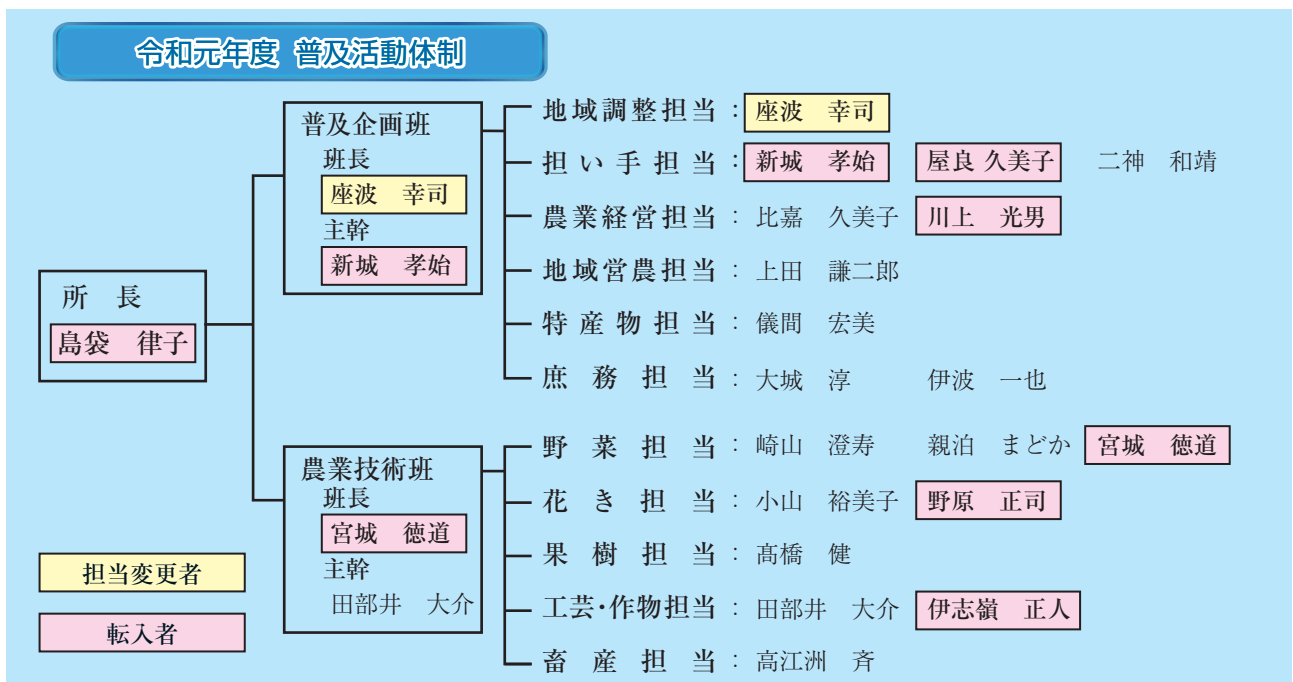 令和元年度 普及活動体制
所　長
島袋　律子
普及企画班
班長
座波　幸司
主幹
新城　孝始
地域調整担当：座波　幸司
担い手担当：新城　孝始　屋良 久美子　二神　和靖
農業経営担当：比嘉　久美子　川上　光男
地域営農担当：上田　謙二郎
特産物担当：儀間　宏美
庶務担当：大城　淳　伊波　一也
農業技術班
班長
宮城　徳道
主幹
田部井　大介
野菜担当：崎山　澄寿　親泊　まどか　宮城　徳道
花き担当：小山　裕美子　野原　正司
果樹担当：髙橋　健
工芸・作物担当：田部井　大介　伊志嶺　正人
畜産担当：高江洲　斉
担当変更者
転入者